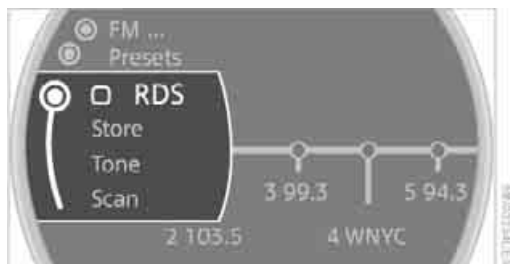 FM ...
Presets
RDS
Store
Tone
Scan
3 99.3
5 94.3
2 103.5
4 WNYC